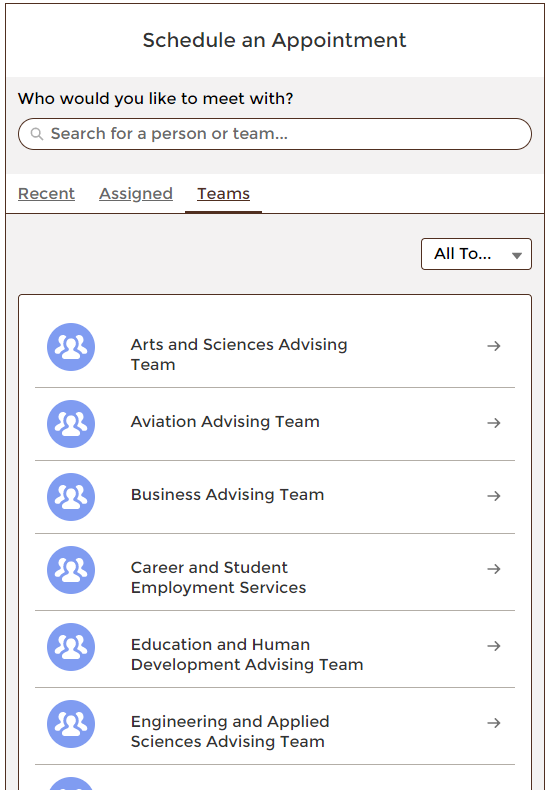 Schedule an Appointment
Who would you like to meet with?
Search for a person or team...
Recent Assigned Teams
All To...
Arts and Sciences Advising
Team
Aviation Advising Team
Business Advising Team
Career and Student
Employment Services
Education and Human
Development Advising Team
Engineering and Applied
Sciences Advising Team